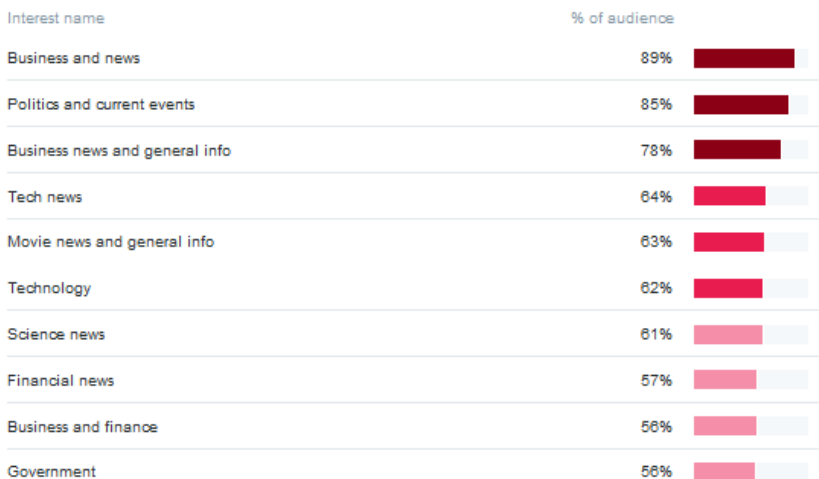 Interest name % of audience
Business and news 89%
Politics and current events 85%
Business news and general info 78%
Tech news 64%
Movie news and general info 63%
Technology 62%
Science news 61%
Financial news 57%
Business and finance 56%
Government 56%